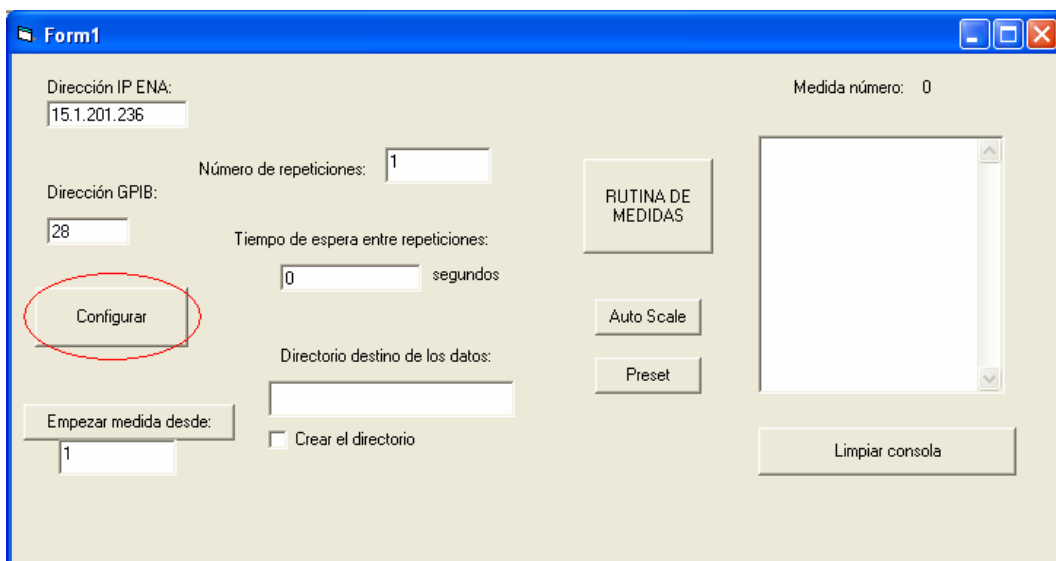 Form1
Dirección IP ENA:
15.1.201.236
Medida número: 0
Número de repeticiones:
1
Dirección GPIB:
28
RUTINA DE
MEDIDAS
Tiempo de espera entre repeticiones:
0
segundos
Configurar
Auto Scale
Directorio destino de los datos:
Preset
Empezar medida desde:
1
Crear el directorio
Limpiar consola